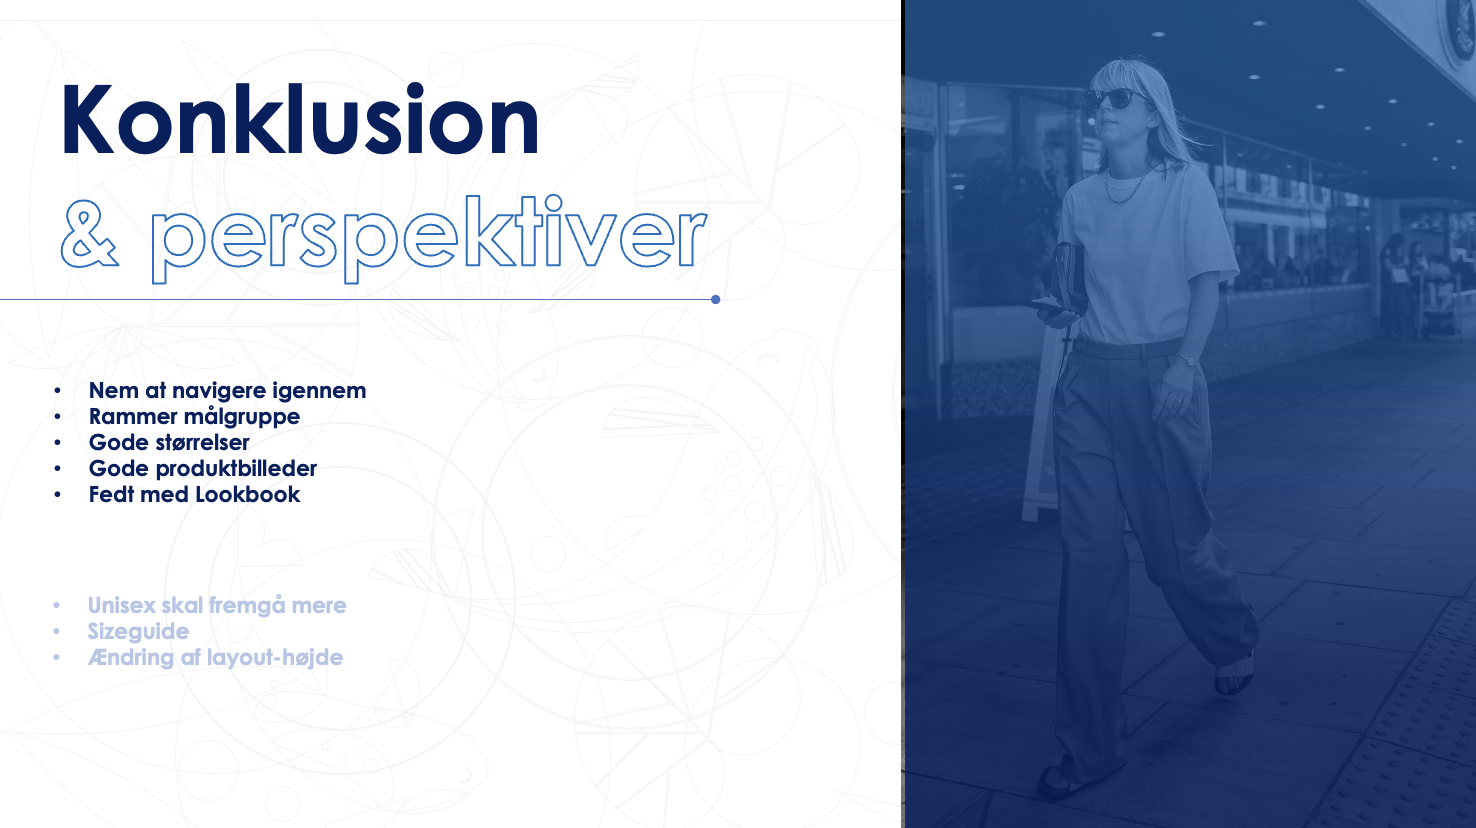 Konklusion
& perspektiver
• Nem at navigere igennem
• Rammer målgruppe
• Gode størrelser
• Gode produktbilleder
• Fedt med Lookbook
• Unisex skal fremgå mere
• Sizeguide
• Ændring af layout-højde